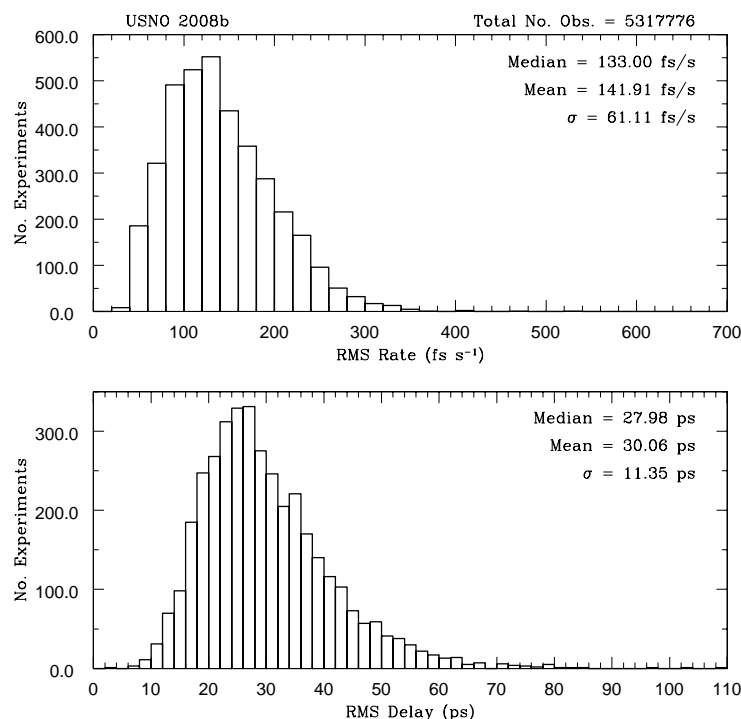 USNO 2008b Total No. Obs. = 5317776
600.0
Median = 133.00 fs/s
500.0
Mean = 141.91 fs/s
σ = 61.11 fs/s
400.0
No. Experiments
300.0
200.0
100.0
0.0
0 100 200 300 400 500 600 700
RMS Rate (fs s⁻¹)
Median = 27.98 ps
300.0
Mean = 30.06 ps
σ = 11.35 ps
No. Experiments
200.0
100.0
0.0
0 10 20 30 40 50 60 70 80 90 100 110
RMS Delay (ps)